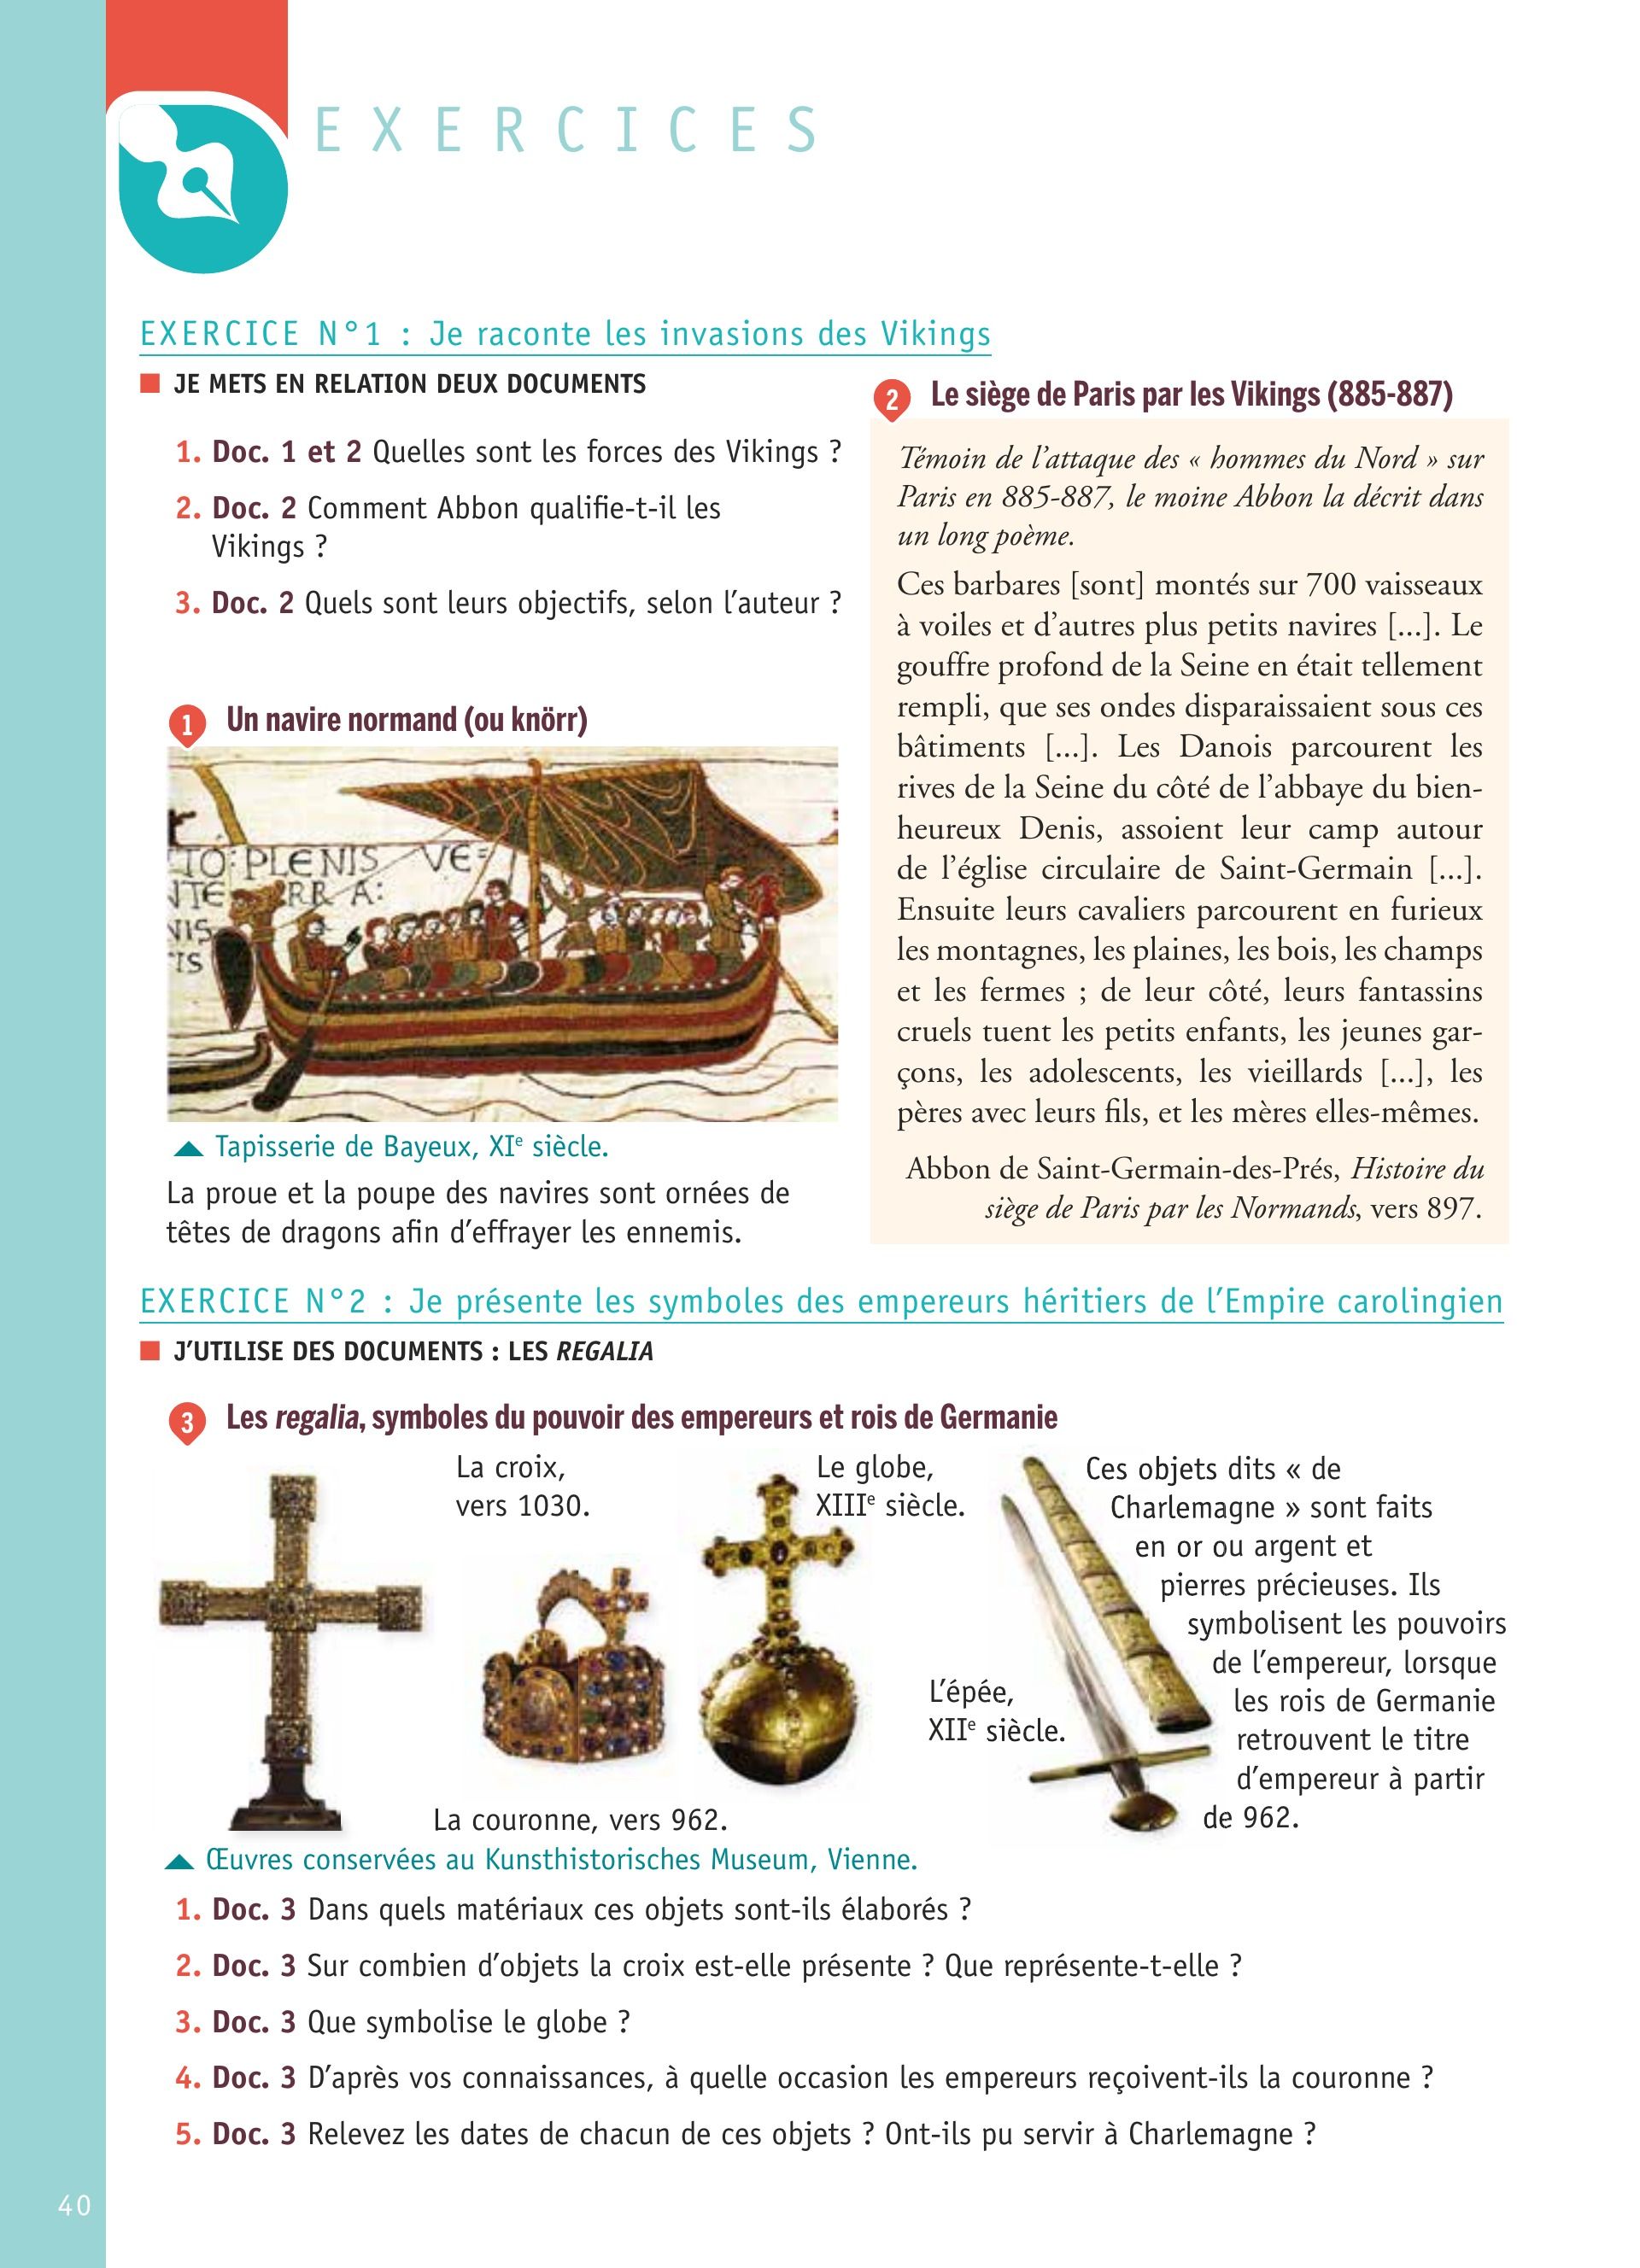 EXERCICES
EXERCICE N°1 : Je raconte les invasions des Vikings
JE METS EN RELATION DEUX DOCUMENTS
1. Doc. 1 et 2 Quelles sont les forces des Vikings ?
2. Doc. 2 Comment Abbon qualifie-t-il les
Vikings ?
3. Doc. 2 Quels sont leurs objectifs, selon l’auteur ?
1 Un navire normand (ou knörr)
TO: PLENIS VE=
NTE RRA:
NIS
TIS
Tapisserie de Bayeux, XIe siècle.
La proue et la poupe des navires sont ornées de
têtes de dragons afin d’effrayer les ennemis.
2 Le siège de Paris par les Vikings (885-887)
Témoin de l’attaque des « hommes du Nord » sur
Paris en 885-887, le moine Abbon la décrit dans
un long poème.
Ces barbares [sont] montés sur 700 vaisseaux
à voiles et d’autres plus petits navires [...]. Le
gouffre profond de la Seine en était tellement
rempli, que ses ondes disparaissaient sous ces
bâtiments [...]. Les Danois parcourent les
rives de la Seine du côté de l’abbaye du bien-
heureux Denis, assoient leur camp autour
de l’église circulaire de Saint-Germain [...].
Ensuite leurs cavaliers parcourent en furieux
les montagnes, les plaines, les bois, les champs
et les fermes ; de leur côté, leurs fantassins
cruels tuent les petits enfants, les jeunes gar-
çons, les adolescents, les vieillards [...], les
pères avec leurs fils, et les mères elles-mêmes.
Abbon de Saint-Germain-des-Prés, Histoire du
siège de Paris par les Normands, vers 897.
EXERCICE N°2 : Je présente les symboles des empereurs héritiers de l’Empire carolingien
J’UTILISE DES DOCUMENTS : LES REGALIA
3 Les regalia, symboles du pouvoir des empereurs et rois de Germanie
La croix,
vers 1030.
Le globe,
XIIIe siècle.
L’épée,
XIIe siècle.
La couronne, vers 962.
Ces objets dits « de
Charlemagne » sont faits
en or ou argent et
pierres précieuses. Ils
symbolisent les pouvoirs
de l’empereur, lorsque
les rois de Germanie
retrouvent le titre
d’empereur à partir
de 962.
Œuvres conservées au Kunsthistorisches Museum, Vienne.
1. Doc. 3 Dans quels matériaux ces objets sont-ils élaborés ?
2. Doc. 3 Sur combien d’objets la croix est-elle présente ? Que représente-t-elle ?
3. Doc. 3 Que symbolise le globe ?
4. Doc. 3 D’après vos connaissances, à quelle occasion les empereurs reçoivent-ils la couronne ?
5. Doc. 3 Relevez les dates de chacun de ces objets ? Ont-ils pu servir à Charlemagne ?
40